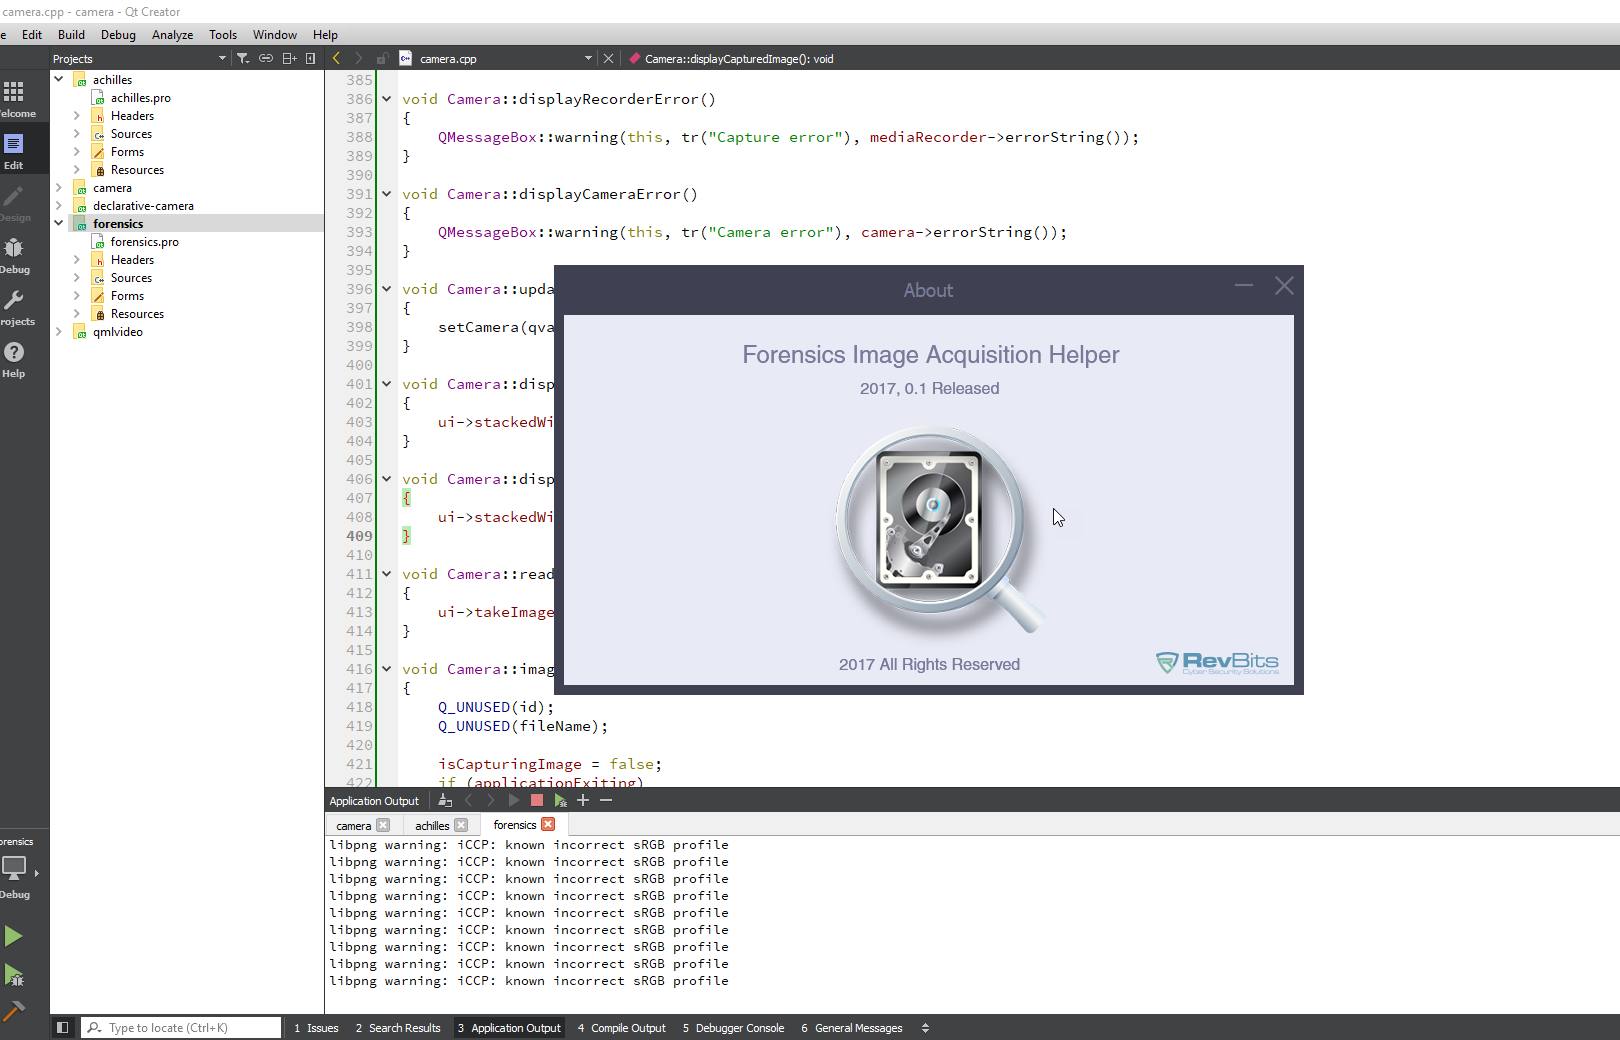 camera.cpp - camera - Qt Creator
e Edit Build Debug Analyze Tools Window Help
Projects
camera.cpp
Camera::displayCapturedImage(): void
elcome
Edit
Design
Debug
rojects
Help
achilles
achilles.pro
Headers
Sources
Forms
Resources
camera
declarative-camera
forensics
forensics.pro
Headers
Sources
Forms
Resources
qmlvideo
385
386 void Camera::displayRecorderError()
387 {
388 QMessageBox::warning(this, tr("Capture error"), mediaRecorder->errorString());
389 }
390
391 void Camera::displayCameraError()
392 {
393 QMessageBox::warning(this, tr("Camera error"), camera->errorString());
394 }
395
396 void Camera::upda
397 {
398 setCamera(qva
399 }
400
401 void Camera::disp
402 {
403 ui->stackedWi
404 }
405
406 void Camera::disp
407 {
408 ui->stackedWi
409 }
410
411 void Camera::read
412 {
413 ui->takeImage
414 }
415
416 void Camera::imag
417 {
418 Q_UNUSED(id);
419 Q_UNUSED(fileName);
420
421 isCapturingImage = false;
422 if (applicationExiting)
About
Forensics Image Acquisition Helper
2017, 0.1 Released
2017 All Rights Reserved
RevBits
Cyber Security Solutions
Application Output
camera achilles forensics
libpng warning: iCCP: known incorrect sRGB profile
libpng warning: iCCP: known incorrect sRGB profile
libpng warning: iCCP: known incorrect sRGB profile
libpng warning: iCCP: known incorrect sRGB profile
libpng warning: iCCP: known incorrect sRGB profile
libpng warning: iCCP: known incorrect sRGB profile
libpng warning: iCCP: known incorrect sRGB profile
libpng warning: iCCP: known incorrect sRGB profile
libpng warning: iCCP: known incorrect sRGB profile
orensics
Debug
Type to locate (Ctrl+K)
1 Issues 2 Search Results 3 Application Output 4 Compile Output 5 Debugger Console 6 General Messages